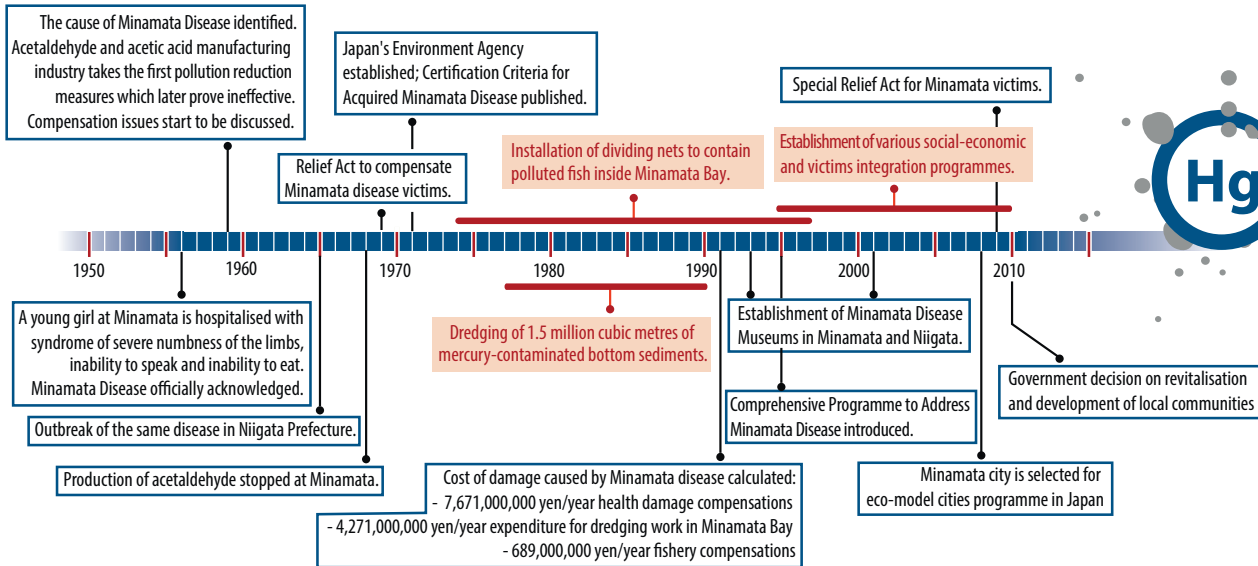 The cause of Minamata Disease identified.
Acetaldehyde and acetic acid manufacturing
industry takes the first pollution reduction
measures which later prove ineffective.
Compensation issues start to be discussed.
Japan's Environment Agency
established; Certification Criteria for
Acquired Minamata Disease published.
Special Relief Act for Minamata victims.
Relief Act to compensate
Minamata disease victims.
Installation of dividing nets to contain
polluted fish inside Minamata Bay.
Establishment of various social-economic
and victims integration programmes.
Hg
1950
1960
1970
1980
1990
2000
2010
A young girl at Minamata is hospitalised with
syndrome of severe numbness of the limbs,
inability to speak and inability to eat.
Minamata Disease officially acknowledged.
Dredging of 1.5 million cubic metres of
mercury-contaminated bottom sediments.
Establishment of Minamata Disease
Museums in Minamata and Niigata.
Government decision on revitalisation
and development of local communities
Outbreak of the same disease in Niigata Prefecture.
Comprehensive Programme to Address
Minamata Disease introduced.
Production of acetaldehyde stopped at Minamata.
Cost of damage caused by Minamata disease calculated:
- 7,671,000,000 yen/year health damage compensations
- 4,271,000,000 yen/year expenditure for dredging work in Minamata Bay
- 689,000,000 yen/year fishery compensations
Minamata city is selected for
eco-model cities programme in Japan